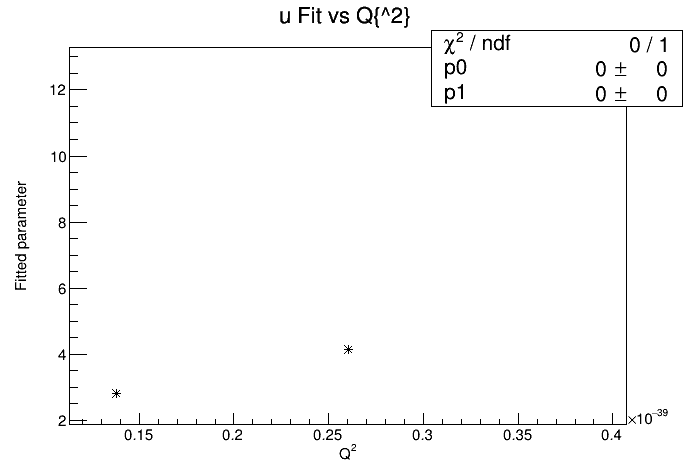 u Fit vs Q{^2}
χ² / ndf 0 / 1
p0 0 ± 0
p1 0 ± 0
Fitted parameter
12
10
8
6
4
2
0.15 0.2 0.25 0.3 0.35 0.4
×10⁻³⁹
Q²